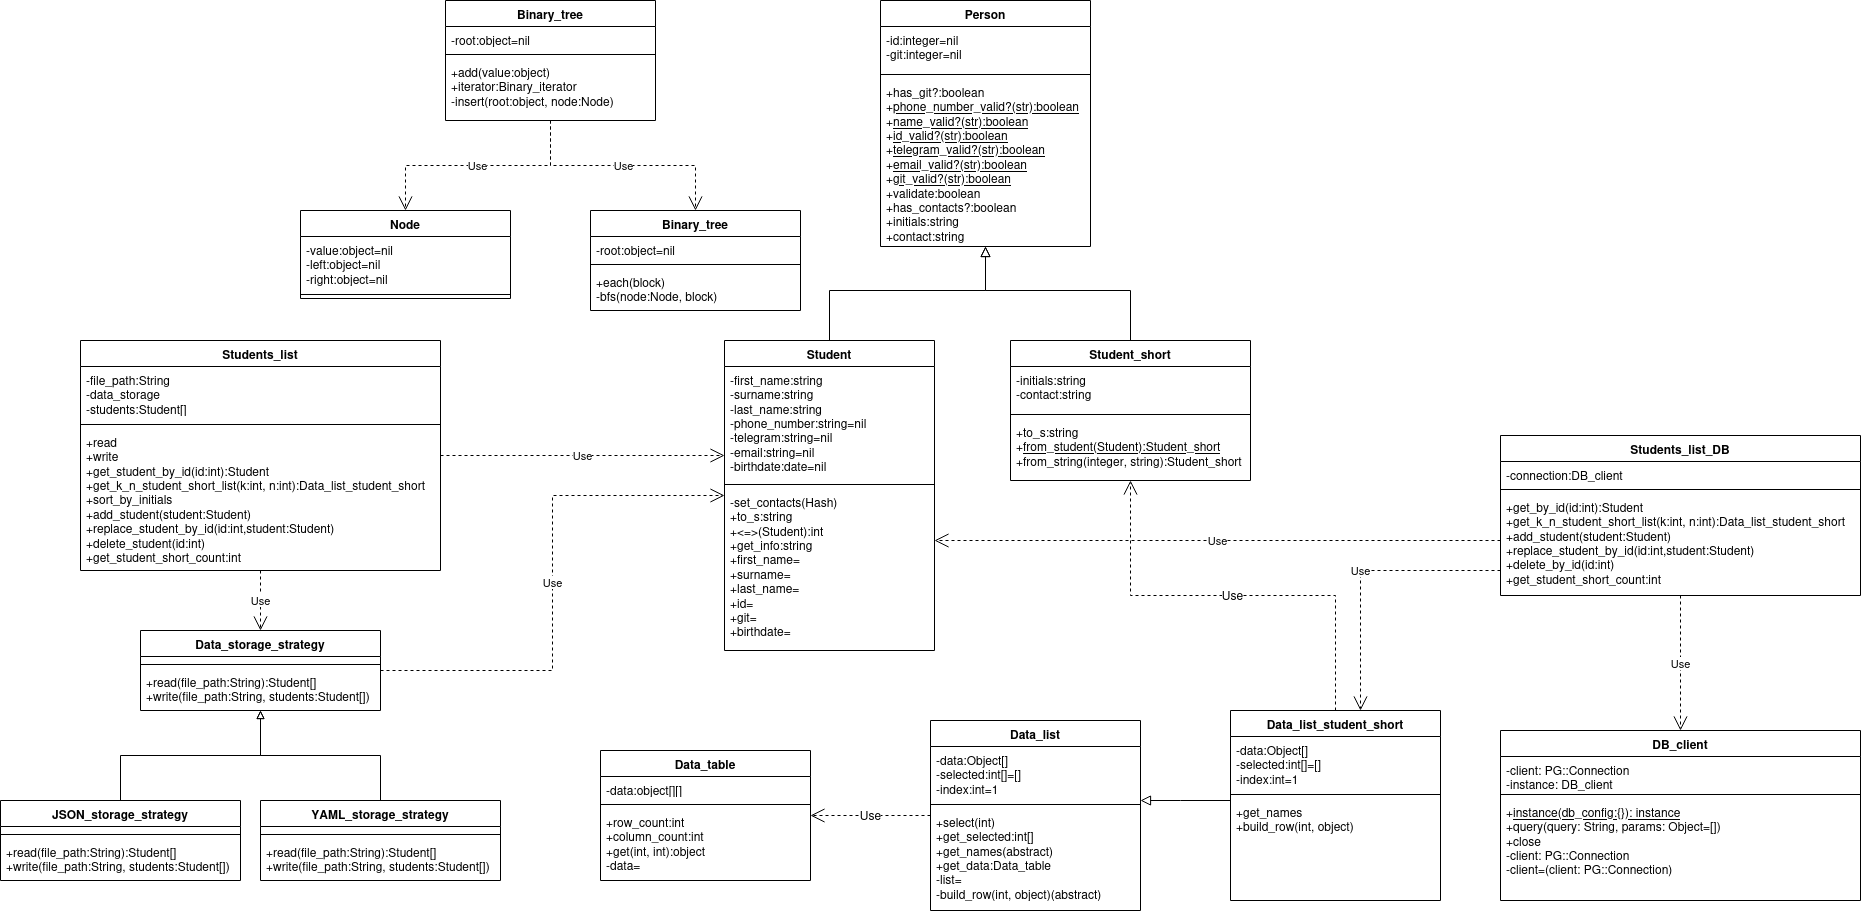 Binary_tree
-root:object=nil
+add(value:object)
+iterator:Binary_iterator
-insert(root:object, node:Node)
Use
Use
Node
-value:object=nil
-left:object=nil
-right:object=nil
Binary_tree
-root:object=nil
+each(block)
-bfs(node:Node, block)
Person
-id:integer=nil
-git:integer=nil
+has_git?:boolean
+phone_number_valid?(str):boolean
+name_valid?(str):boolean
+id_valid?(str):boolean
+telegram_valid?(str):boolean
+email_valid?(str):boolean
+git_valid?(str):boolean
+validate:boolean
+has_contacts?:boolean
+initials:string
+contact:string
Students_list
-file_path:String
-data_storage
-students:Student[]
+read
+write
+get_student_by_id(id:int):Student
+get_k_n_student_short_list(k:int, n:int):Data_list_student_short
+sort_by_initials
+add_student(student:Student)
+replace_student_by_id(id:int,student:Student)
+delete_student(id:int)
+get_student_short_count:int
Use
Use
Use
Student
-first_name:string
-surname:string
-last_name:string
-phone_number:string=nil
-telegram:string=nil
-email:string=nil
-birthdate:date=nil
-set_contacts(Hash)
+to_s:string
+<=>(Student):int
+get_info:string
+first_name=
+surname=
+last_name=
+id=
+git=
+birthdate=
Student_short
-initials:string
-contact:string
+to_s:string
+from_student(Student):Student_short
+from_string(integer, string):Student_short
Students_list_DB
-connection:DB_client
+get_by_id(id:int):Student
+get_k_n_student_short_list(k:int, n:int):Data_list_student_short
+add_student(student:Student)
+replace_student_by_id(id:int,student:Student)
+delete_by_id(id:int)
+get_student_short_count:int
Use
Use
Use
Use
Data_storage_strategy
+read(file_path:String):Student[]
+write(file_path:String, students:Student[])
JSON_storage_strategy
+read(file_path:String):Student[]
+write(file_path:String, students:Student[])
YAML_storage_strategy
+read(file_path:String):Student[]
+write(file_path:String, students:Student[])
Data_table
-data:object[][]
+row_count:int
+column_count:int
+get(int, int):object
-data=
Use
Data_list
-data:Object[]
-selected:int[]=[]
-index:int=1
+select(int)
+get_selected:int[]
+get_names(abstract)
+get_data:Data_table
-list=
-build_row(int, object)(abstract)
Data_list_student_short
-data:Object[]
-selected:int[]=[]
-index:int=1
+get_names
+build_row(int, object)
DB_client
-client: PG::Connection
-instance: DB_client
+instance(db_config:{}): instance
+query(query: String, params: Object=[])
+close
-client: PG::Connection
-client=(client: PG::Connection)